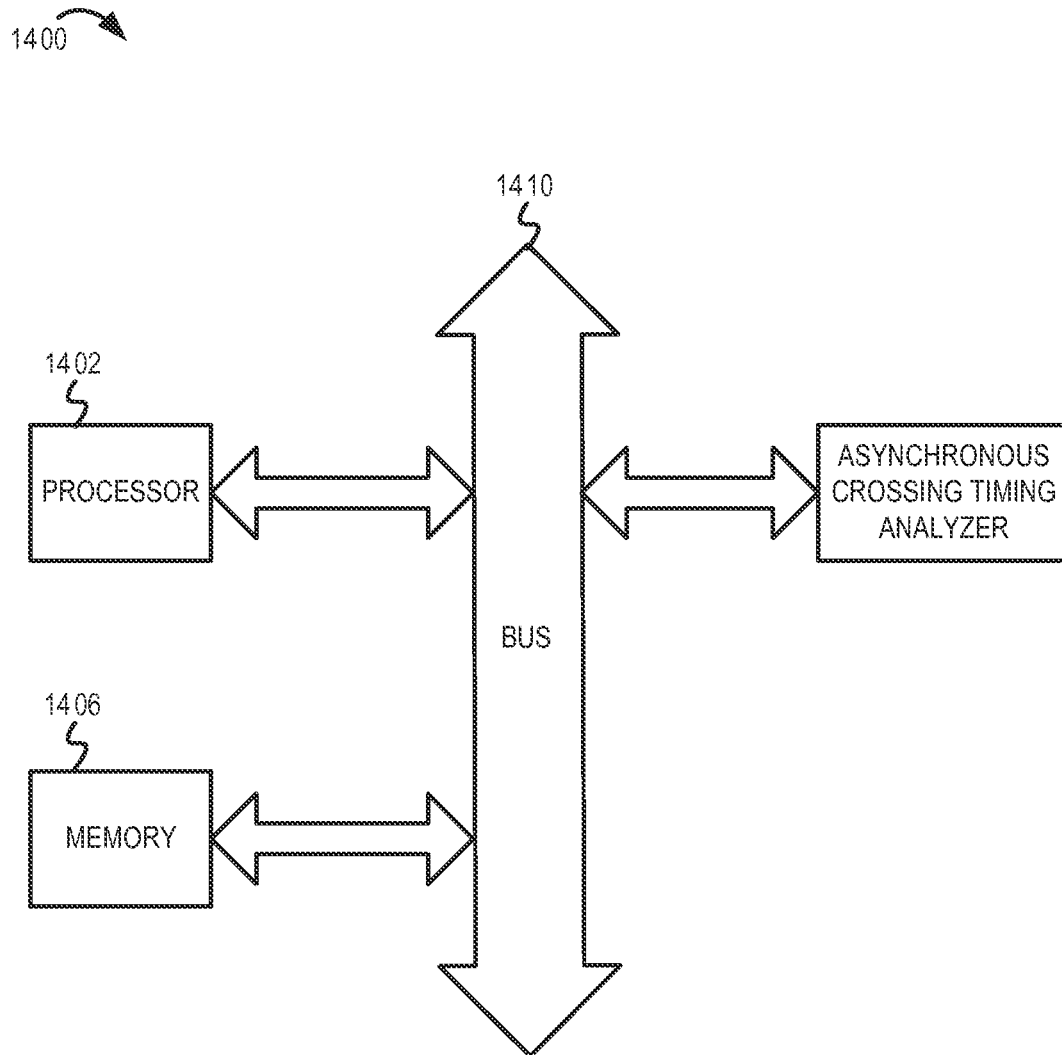 1400
1410
1402
PROCESSOR
ASYNCHRONOUS
CROSSING TIMING
ANALYZER
BUS
1406
MEMORY